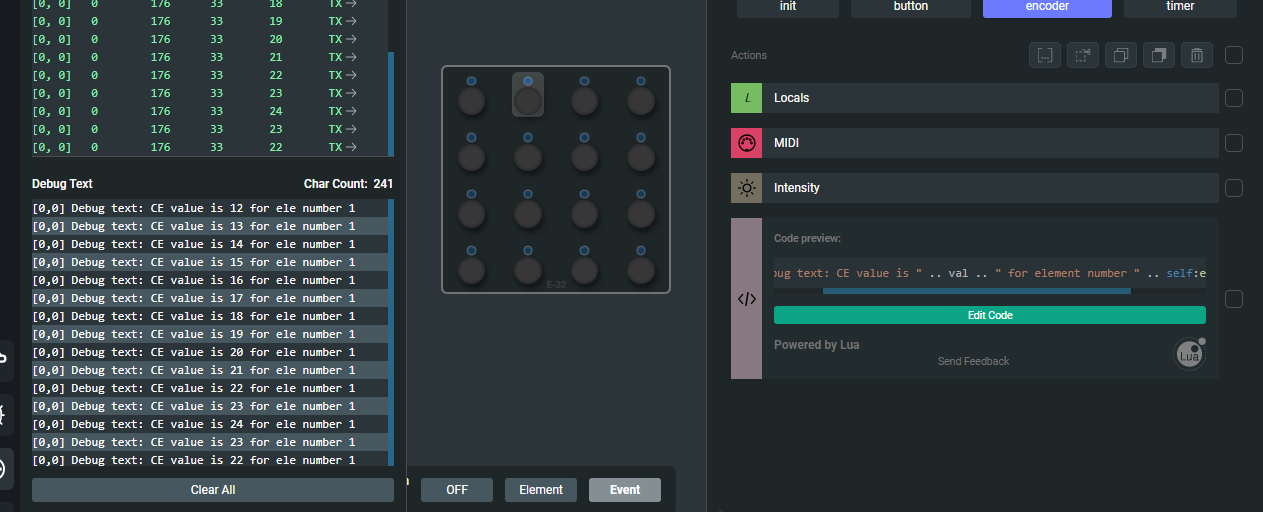 [0, 0] 0 176 33 18 TX→
[0, 0] 0 176 33 19 TX→
[0, 0] 0 176 33 20 TX→
[0, 0] 0 176 33 21 TX→
[0, 0] 0 176 33 22 TX→
[0, 0] 0 176 33 23 TX→
[0, 0] 0 176 33 24 TX→
[0, 0] 0 176 33 23 TX→
[0, 0] 0 176 33 22 TX→
Debug Text Char Count: 241
[0,0] Debug text: CE value is 12 for ele number 1
[0,0] Debug text: CE value is 13 for ele number 1
[0,0] Debug text: CE value is 14 for ele number 1
[0,0] Debug text: CE value is 15 for ele number 1
[0,0] Debug text: CE value is 16 for ele number 1
[0,0] Debug text: CE value is 17 for ele number 1
[0,0] Debug text: CE value is 18 for ele number 1
[0,0] Debug text: CE value is 19 for ele number 1
[0,0] Debug text: CE value is 20 for ele number 1
[0,0] Debug text: CE value is 21 for ele number 1
[0,0] Debug text: CE value is 22 for ele number 1
[0,0] Debug text: CE value is 23 for ele number 1
[0,0] Debug text: CE value is 24 for ele number 1
[0,0] Debug text: CE value is 23 for ele number 1
[0,0] Debug text: CE value is 22 for ele number 1
Clear All
E-32
OFF Element Event
init button encoder timer
Actions
[...]
L Locals
MIDI
Intensity
Code preview:
</> bug text: CE value is " .. val .. " for element number " .. self:e
Edit Code
Powered by Lua
Send Feedback
Lua